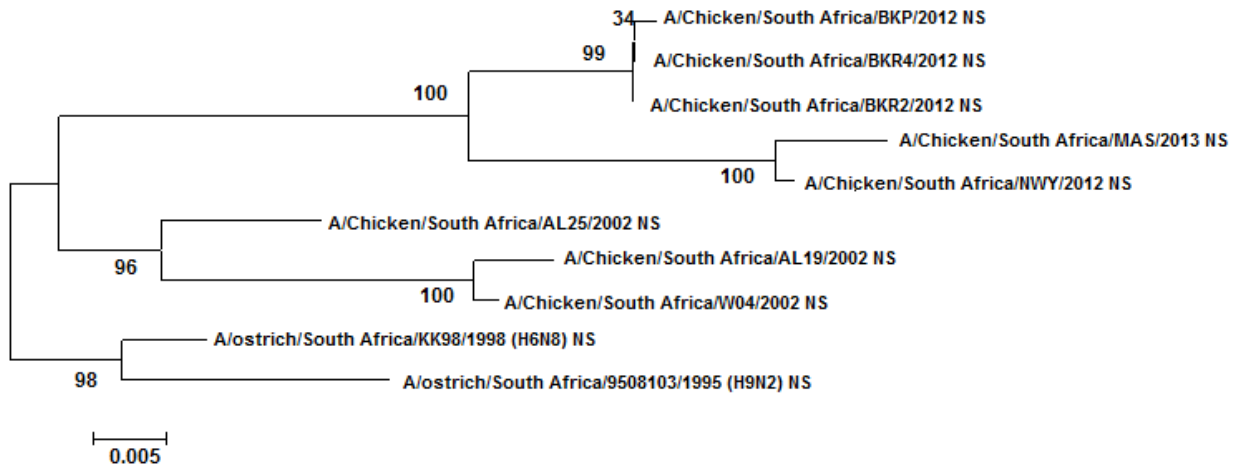 34 A/Chicken/South Africa/BKP/2012 NS
99 A/Chicken/South Africa/BKR4/2012 NS
100
A/Chicken/South Africa/BKR2/2012 NS
A/Chicken/South Africa/MAS/2013 NS
100
A/Chicken/South Africa/NWY/2012 NS
A/Chicken/South Africa/AL25/2002 NS
96
A/Chicken/South Africa/AL19/2002 NS
100
A/Chicken/South Africa/W04/2002 NS
A/ostrich/South Africa/KK98/1998 (H6N8) NS
98
A/ostrich/South Africa/9508103/1995 (H9N2) NS
0.005